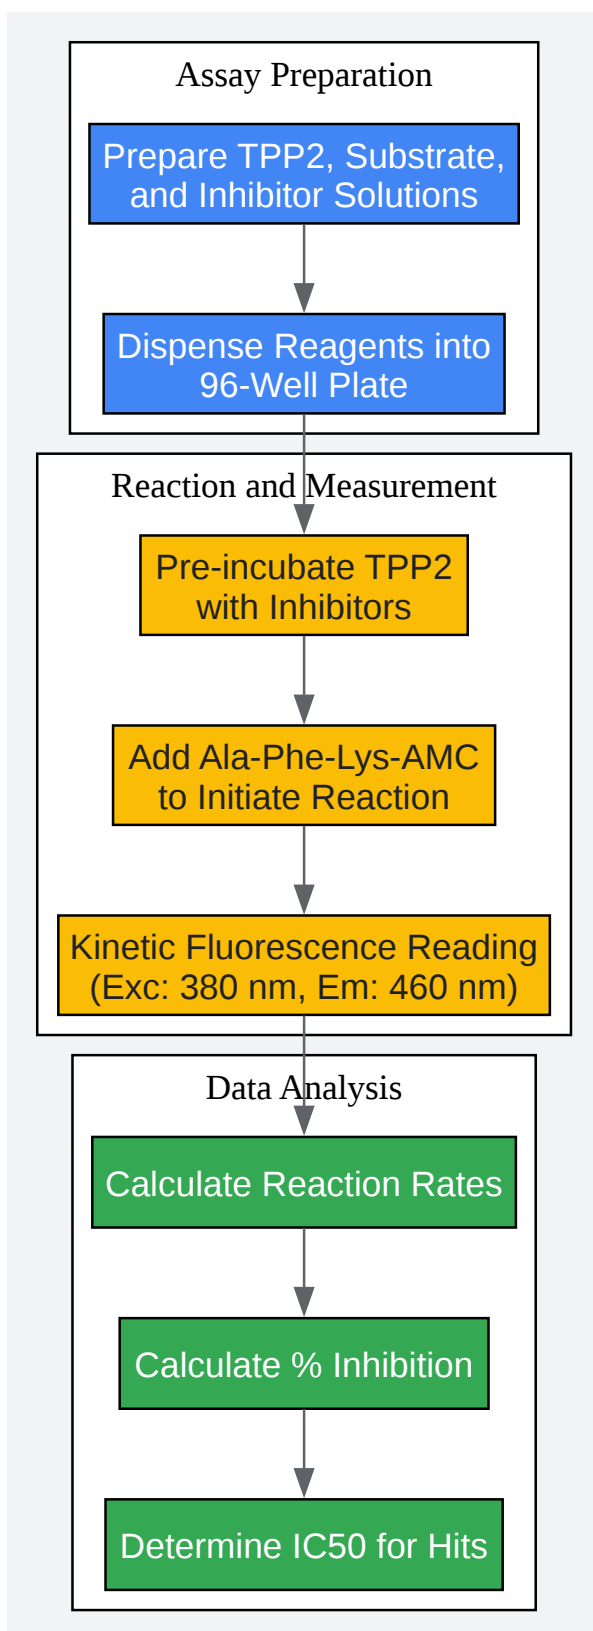 Assay Preparation
Prepare TPP2, Substrate,
and Inhibitor Solutions
Dispense Reagents into
96-Well Plate
Reaction and Measurement
Pre-incubate TPP2
with Inhibitors
Add Ala-Phe-Lys-AMC
to Initiate Reaction
Kinetic Fluorescence Reading
(Exc: 380 nm, Em: 460 nm)
Data Analysis
Calculate Reaction Rates
Calculate % Inhibition
Determine IC50 for Hits